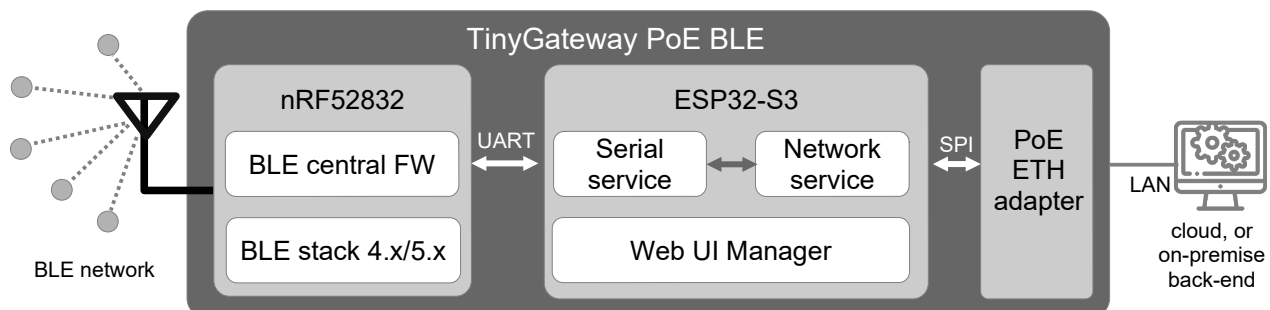 TinyGateway PoE BLE
nRF52832
BLE central FW
BLE stack 4.x/5.x
BLE network
UART
ESP32-S3
Serial
service
Network
service
Web UI Manager
SPI
PoE
ETH
adapter
LAN
cloud, or
on-premise
back-end